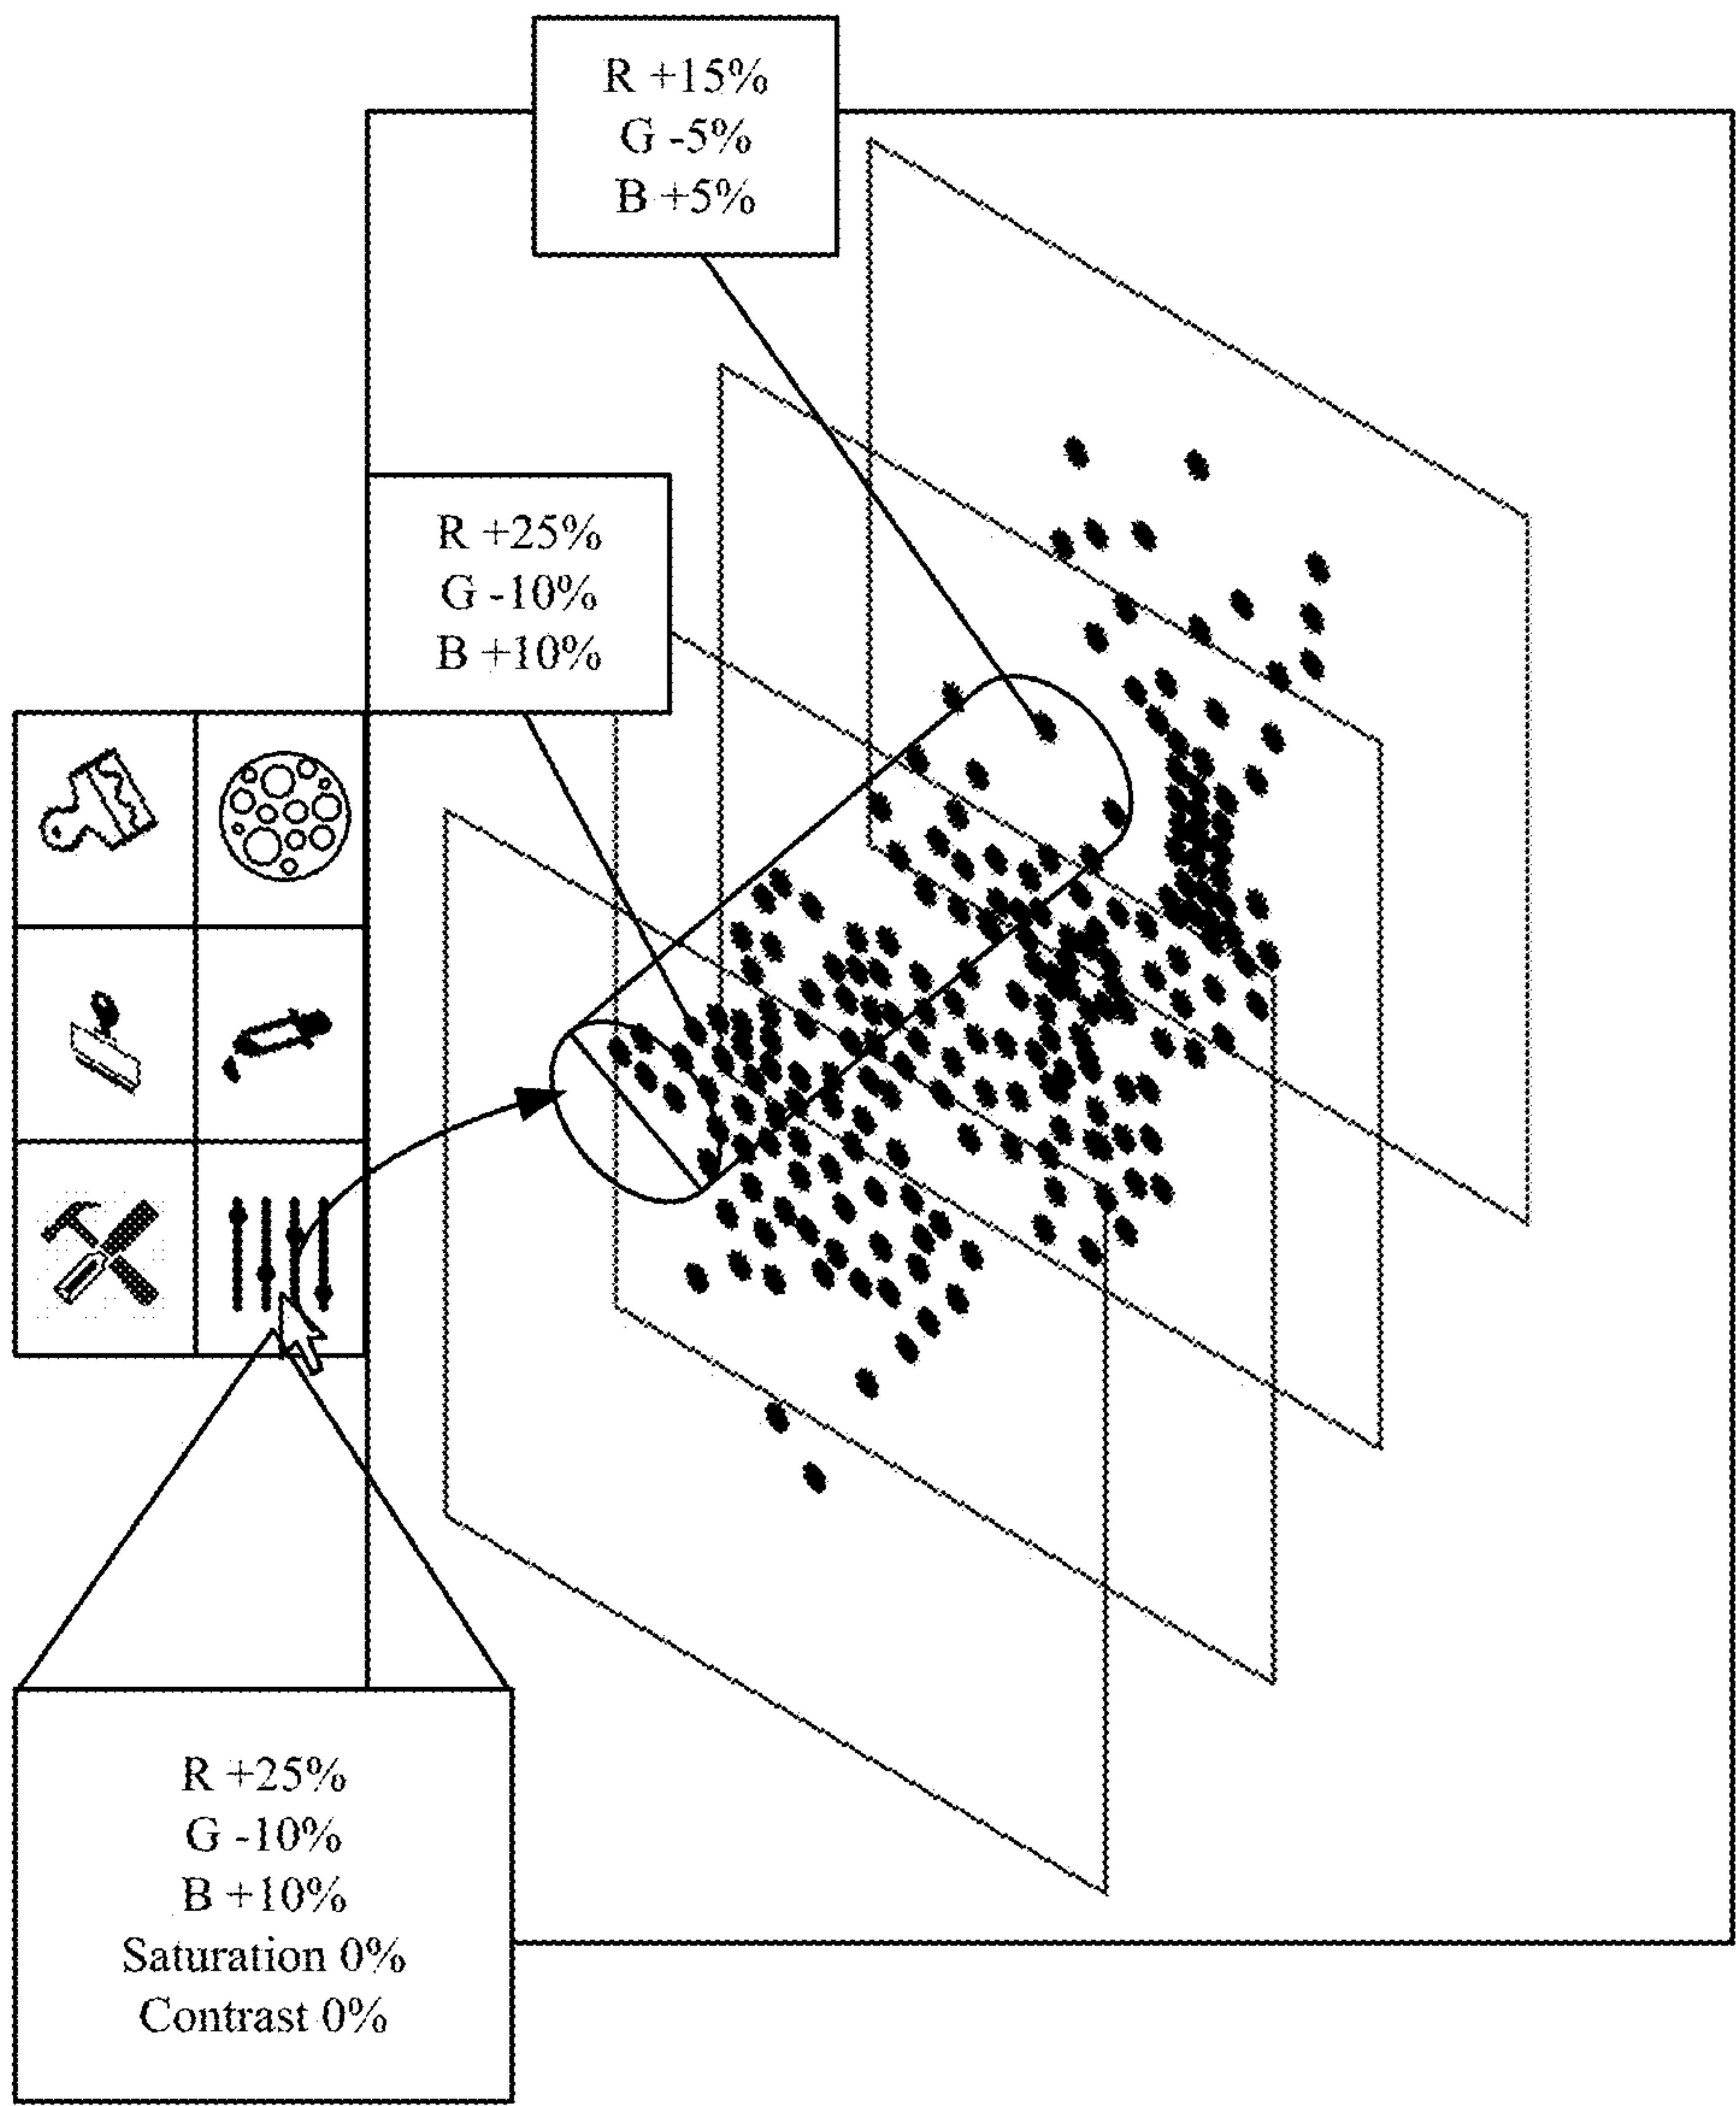 R +15%
G -5%
B +5%
R +25%
G -10%
B +10%
R +25%
G -10%
B +10%
Saturation 0%
Contrast 0%